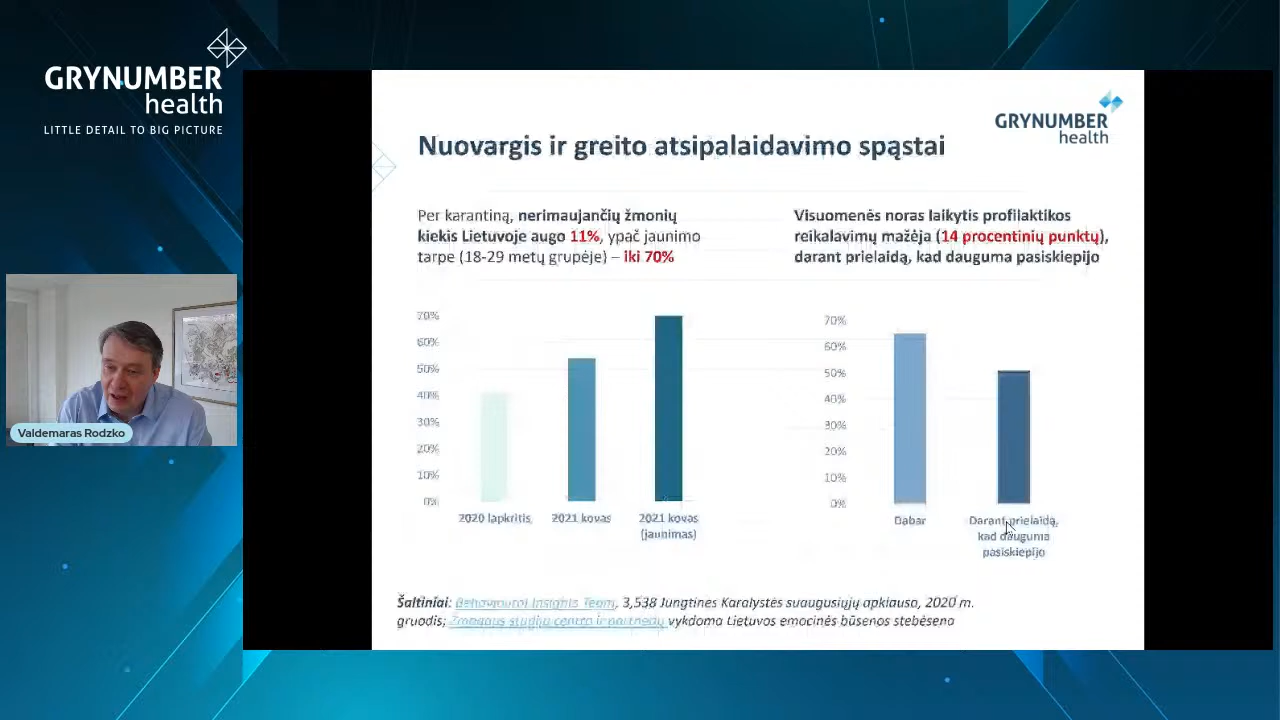 GRYNUMBER
health
LITTLE DETAIL TO BIG PICTURE
GRYNUMBER
health
Nuovargis ir greito atsipalaidavimo spąstai
Per karantiną, nerimaujančių žmonių
kiekis Lietuvoje augo 11%, ypač jaunimo
tarpe (18-29 metų grupėje) – iki 70%
Visuomenės noras laikytis profilaktikos
reikalavimų mažėja (14 procentinių punktų),
darant prielaidą, kad dauguma pasiskiepijo
70%
60%
50%
40%
30%
20%
10%
0%
2020 lapkritis
2021 kovas
2021 kovas
(jaunimas)
70%
60%
50%
40%
30%
20%
10%
0%
Dabar
Darant prielaidą,
kad dauguma
pasiskiepijo
Šaltiniai: Behavioural Insights Team, 3,538 Jungtinės Karalystės suaugusiųjų apklausa, 2020 m.
gruodis; Žmogaus studijų centro ir partnerių vykdoma Lietuvos emocinės būsenos stebėsena
Valdemaras Rodzko